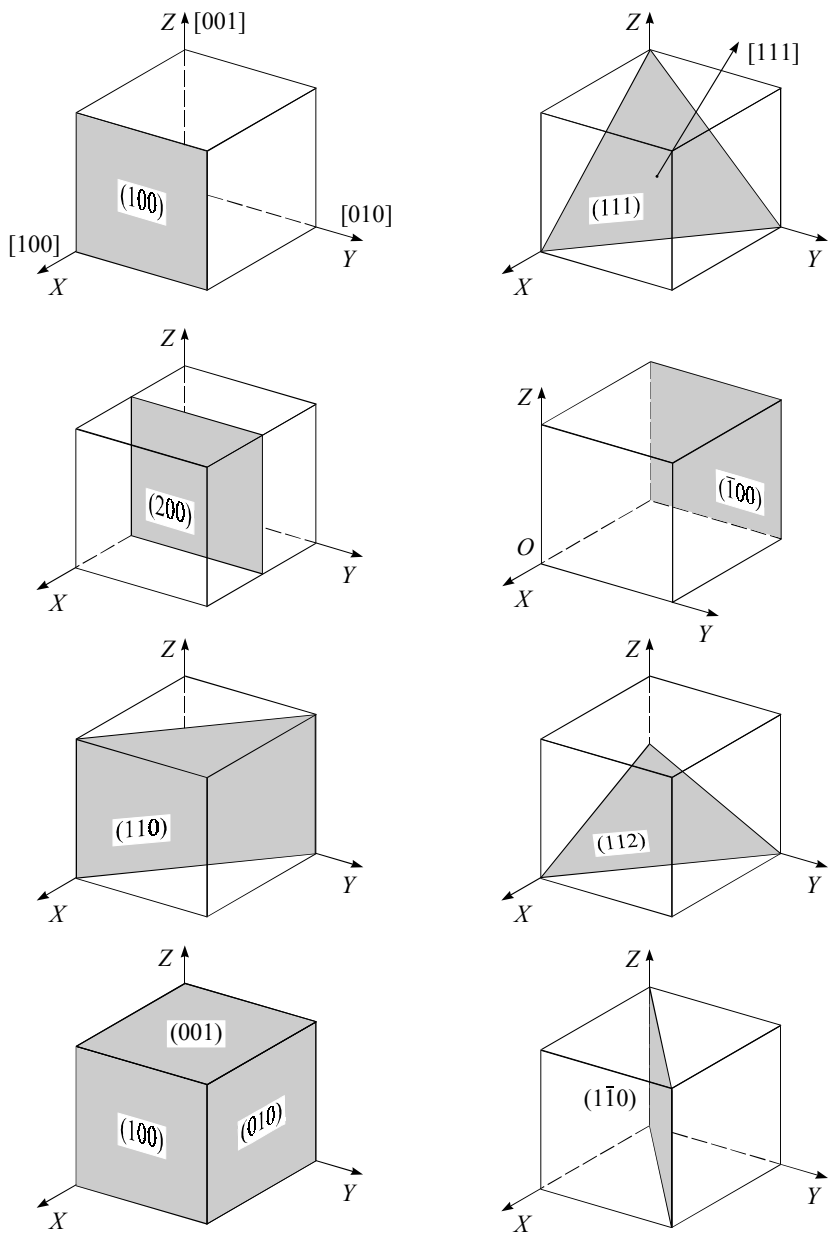 Z [001]
(100)
[010]
[100]
X
Y
Z
[111]
(111)
X
Y
Z
(200)
X
Y
Z
(1̄00)
O
X
Y
Z
(110)
X
Y
Z
(112)
X
Y
Z
(001)
(100)
(010)
X
Y
Z
(11̄0)
X
Y